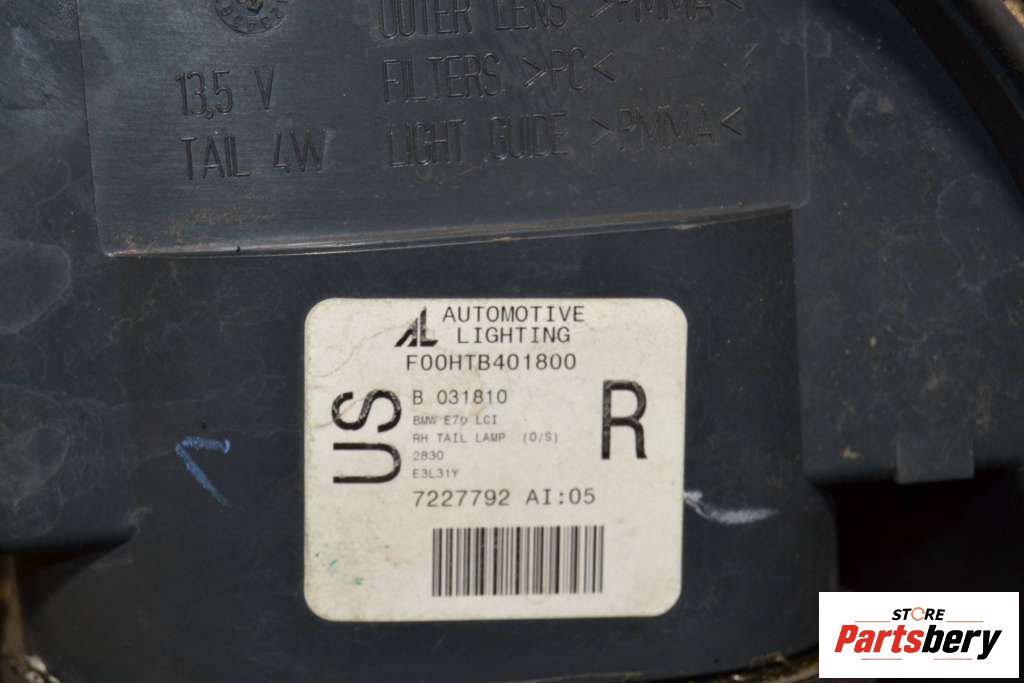 OUTER LENS >PMMA<
13,5 V FILTERS >PC<
TAIL 4W LIGHT GUIDE >PMMA<
AL AUTOMOTIVE
LIGHTING
F00HTB401800
US
B 031810
BMW E70 LCI
RH TAIL LAMP (O/S)
2830
E3L31Y
7227792 AI:05
R
STORE
Partsbery